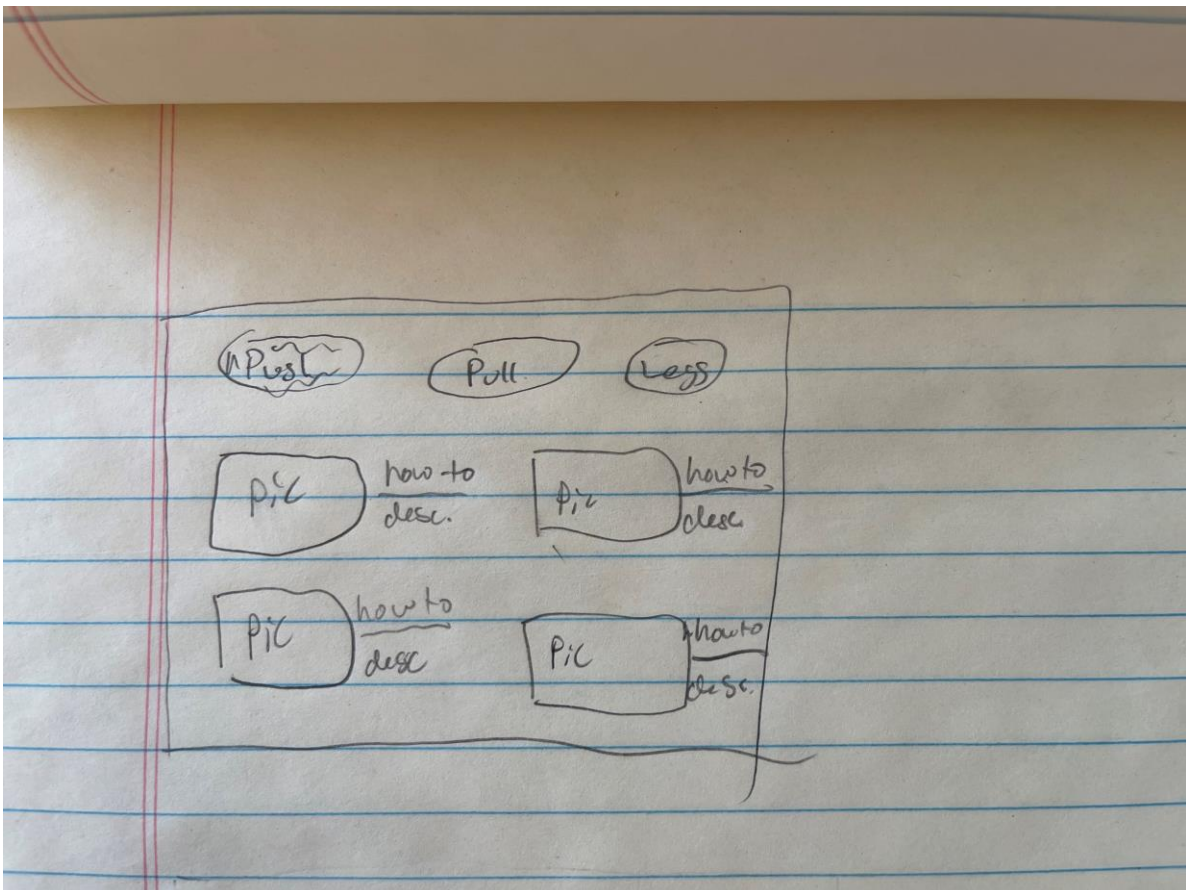 Push Pull Legs
Pic how to Pic how to
desc. desc
Pic how to Pic how to
desc desc.